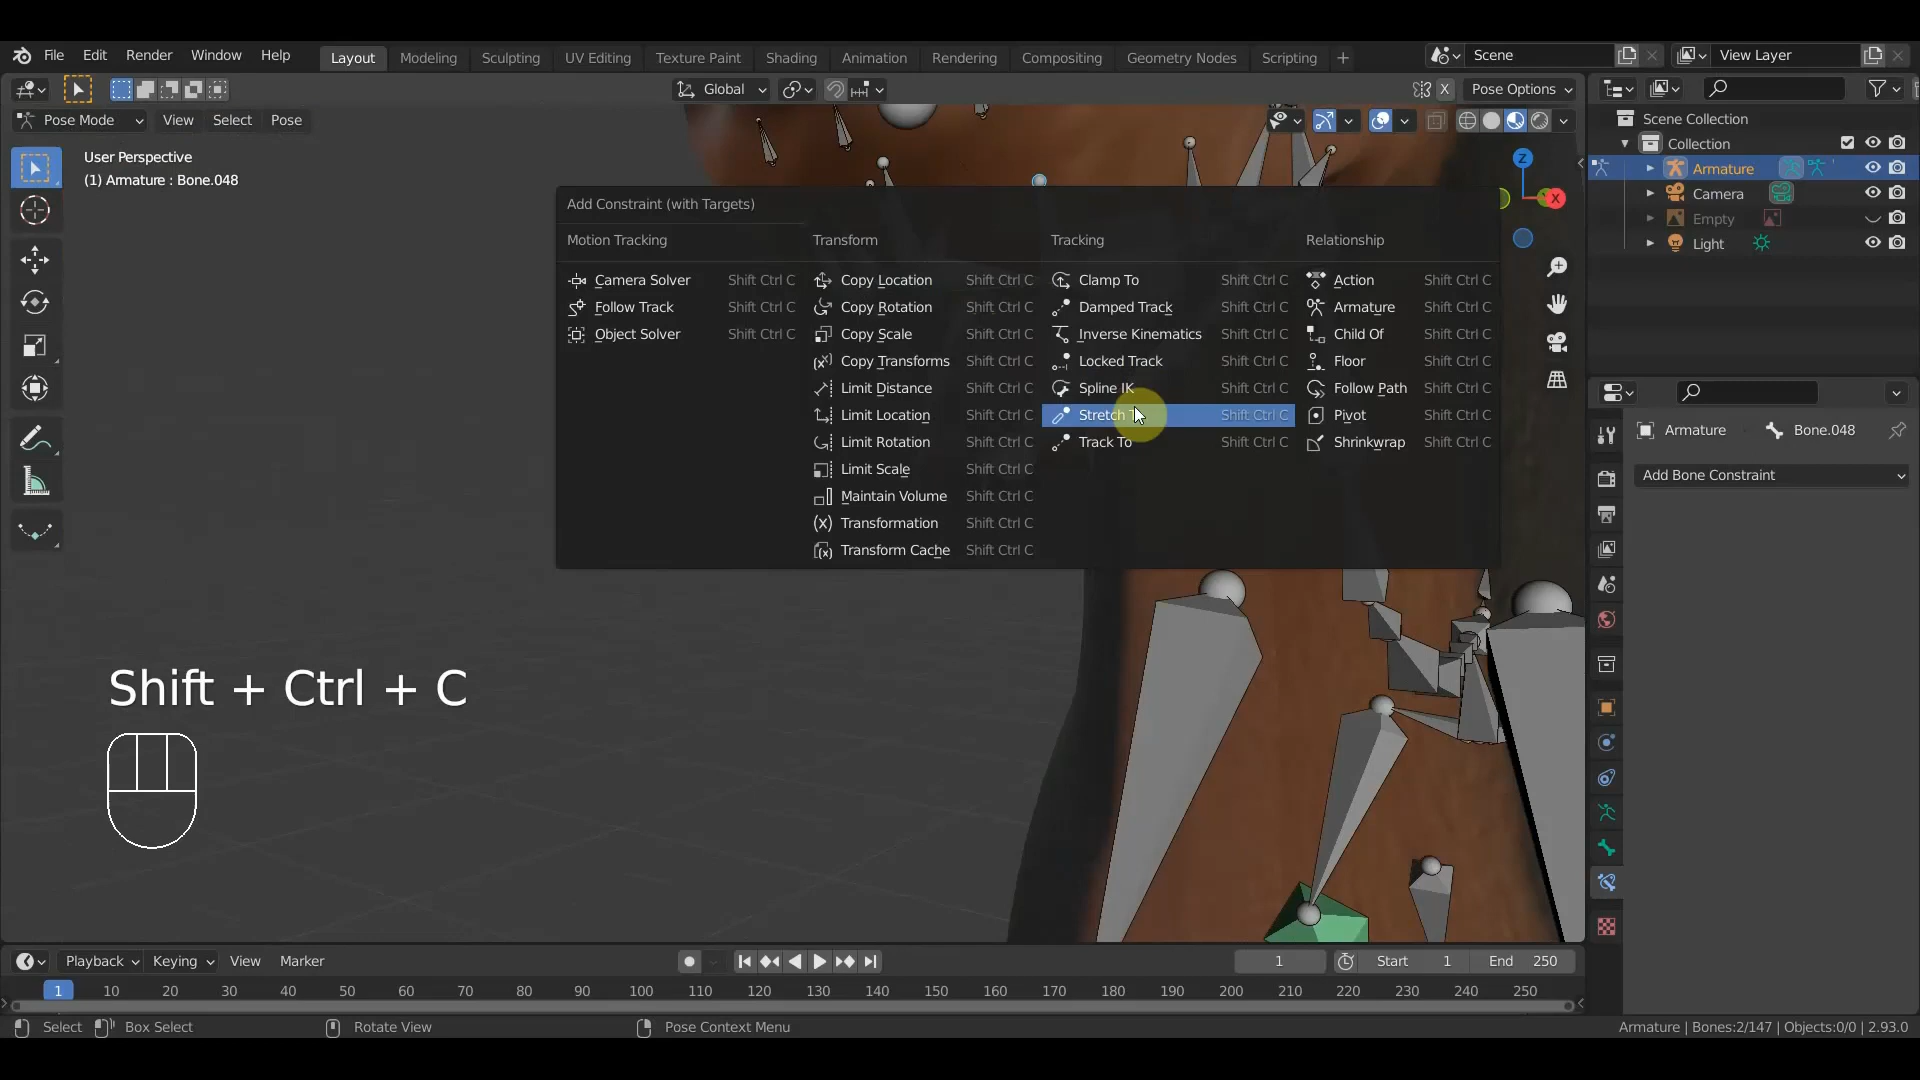 File Edit Render Window Help Layout Modeling Sculpting UV Editing Texture Paint Shading Animation Rendering Compositing Geometry Nodes Scripting + Scene View Layer
Global X Pose Options
Pose Mode View Select Pose
User Perspective
(1) Armature : Bone.048
Z
X
Scene Collection
Collection
Armature
Camera
Empty
Light
Add Constraint (with Targets)
Motion Tracking Transform Tracking Relationship
Camera Solver Shift Ctrl C Copy Location Shift Ctrl C Clamp To Shift Ctrl C Action Shift Ctrl C
Follow Track Shift Ctrl C Copy Rotation Shift Ctrl C Damped Track Shift Ctrl C Armature Shift Ctrl C
Object Solver Shift Ctrl C Copy Scale Shift Ctrl C Inverse Kinematics Shift Ctrl C Child Of Shift Ctrl C
Copy Transforms Shift Ctrl C Locked Track Shift Ctrl C Floor Shift Ctrl C
Limit Distance Shift Ctrl C Spline IK Shift Ctrl C Follow Path Shift Ctrl C
Limit Location Shift Ctrl C Stretch Shift Ctrl C Pivot Shift Ctrl C
Limit Rotation Shift Ctrl C Track To Shift Ctrl C Shrinkwrap Shift Ctrl C
Limit Scale Shift Ctrl C
Maintain Volume Shift Ctrl C
Transformation Shift Ctrl C
Transform Cache Shift Ctrl C
Armature Bone.048
Add Bone Constraint
Shift + Ctrl + C
Playback Keying View Marker 1 Start 1 End 250
1 10 20 30 40 50 60 70 80 90 100 110 120 130 140 150 160 170 180 190 200 210 220 230 240 250
Select Box Select Rotate View Pose Context Menu Armature | Bones:2/147 | Objects:0/0 | 2.93.0